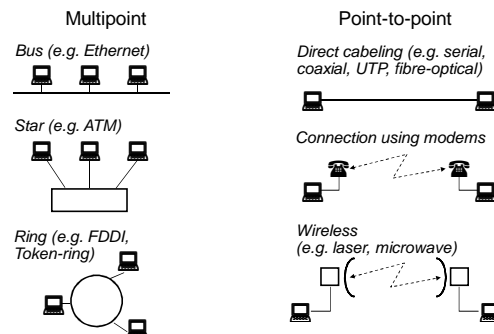 Multipoint
Bus (e.g. Ethernet)
Star (e.g. ATM)
Ring (e.g. FDDI,
Token-ring)
Point-to-point
Direct cabeling (e.g. serial,
coaxial, UTP, fibre-optical)
Connection using modems
Wireless
(e.g. laser, microwave)